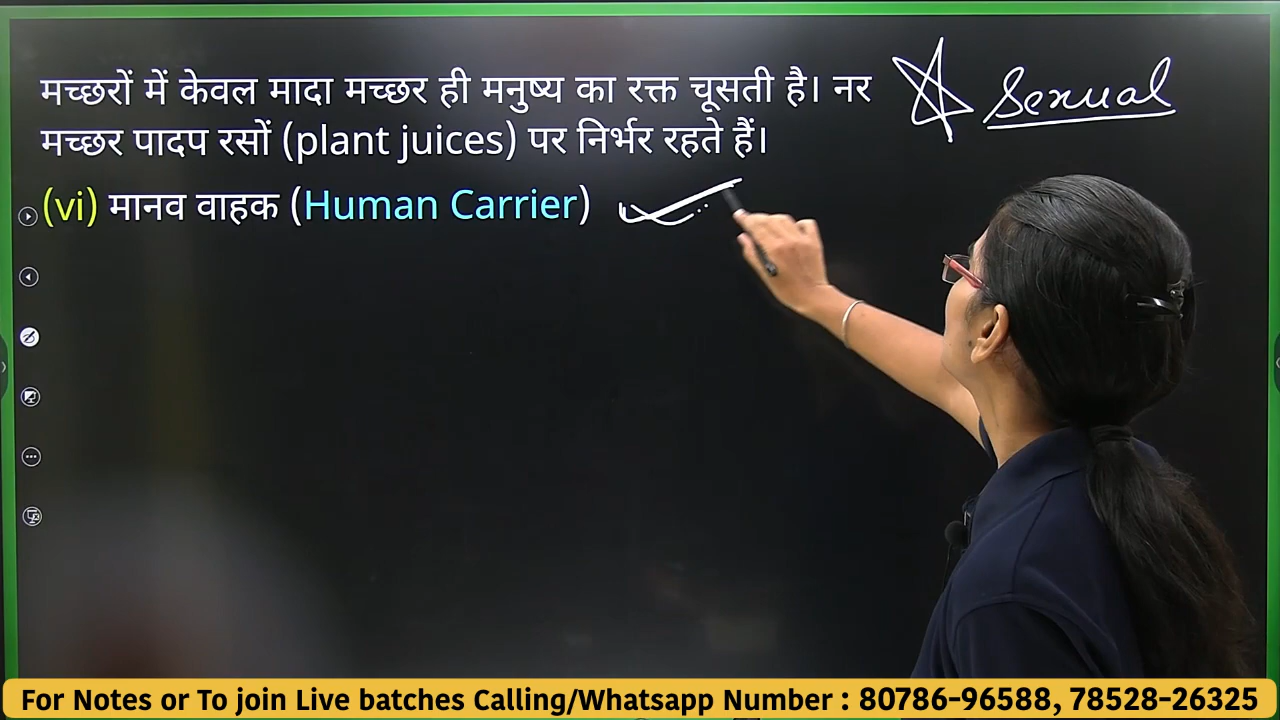 मच्छरों में केवल मादा मच्छर ही मनुष्य का रक्त चूसती है। नर
मच्छर पादप रसों (plant juices) पर निर्भर रहते हैं।
Sexual
(vi) मानव वाहक (Human Carrier)
For Notes or To join Live batches Calling/Whatsapp Number : 80786-96588, 78528-26325